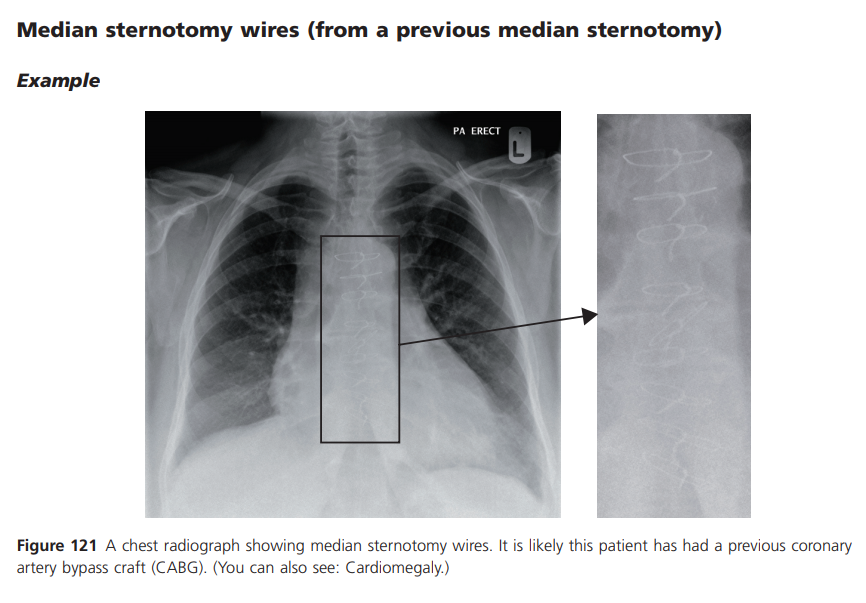 Median sternotomy wires (from a previous median sternotomy)
Example
PA ERECT
L
Figure 121 A chest radiograph showing median sternotomy wires. It is likely this patient has had a previous coronary
artery bypass craft (CABG). (You can also see: Cardiomegaly.)